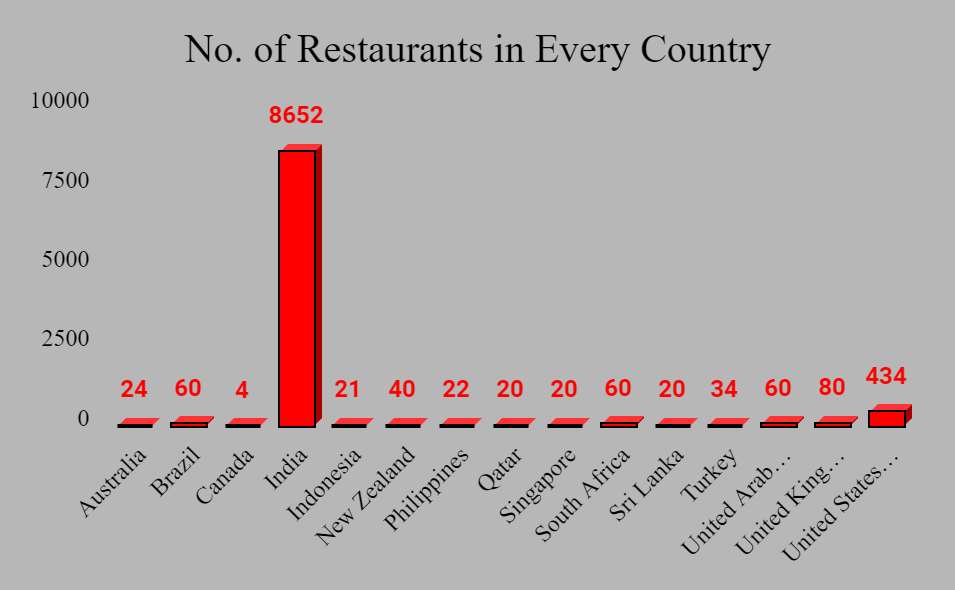 No. of Restaurants in Every Country
10000
7500
5000
2500
0
24
60
4
8652
21
40
22
20
20
60
20
34
60
80
434
Australia
Brazil
Canada
India
Indonesia
New Zealand
Philippines
Qatar
Singapore
South Africa
Sri Lanka
Turkey
United Arab...
United King...
United States...